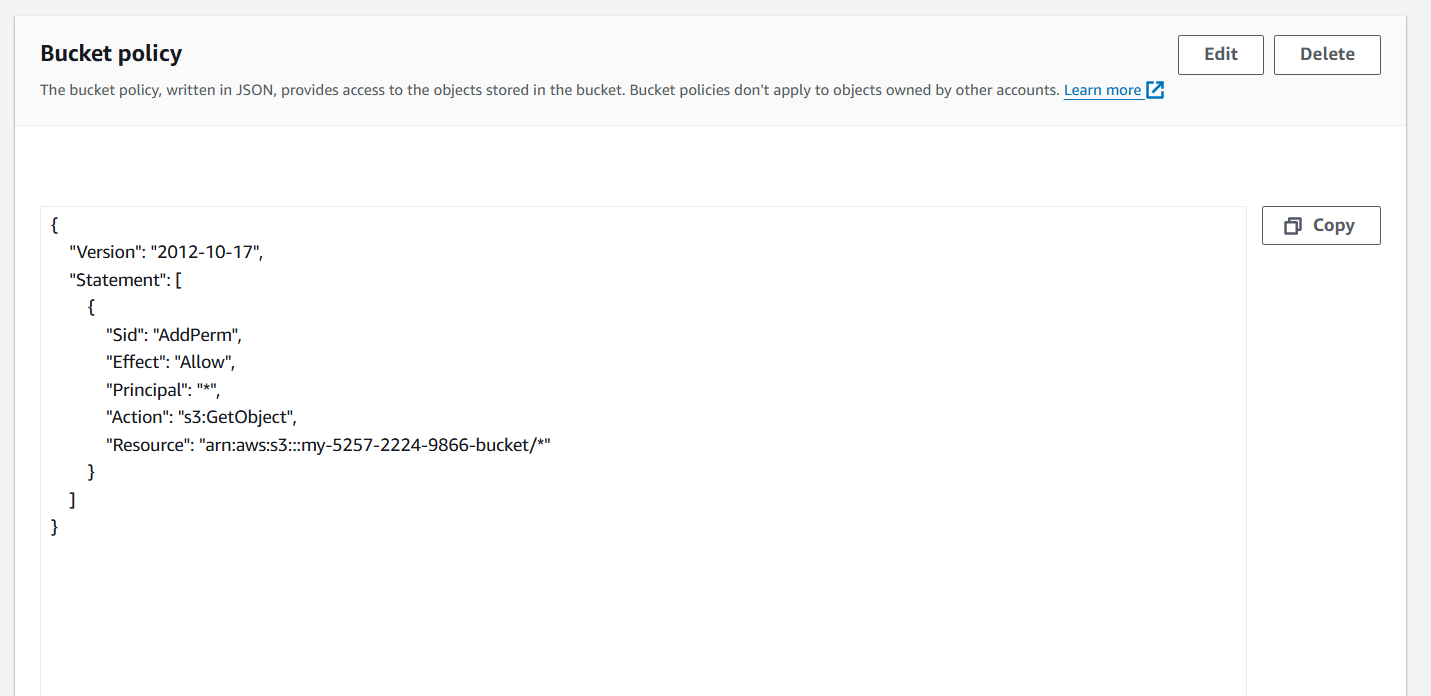 Bucket policy
Edit
Delete
The bucket policy, written in JSON, provides access to the objects stored in the bucket. Bucket policies don't apply to objects owned by other accounts. Learn more
Copy
{
"Version": "2012-10-17",
"Statement": [
{
"Sid": "AddPerm",
"Effect": "Allow",
"Principal": "*",
"Action": "s3:GetObject",
"Resource": "arn:aws:s3:::my-5257-2224-9866-bucket/*"
}
]
}